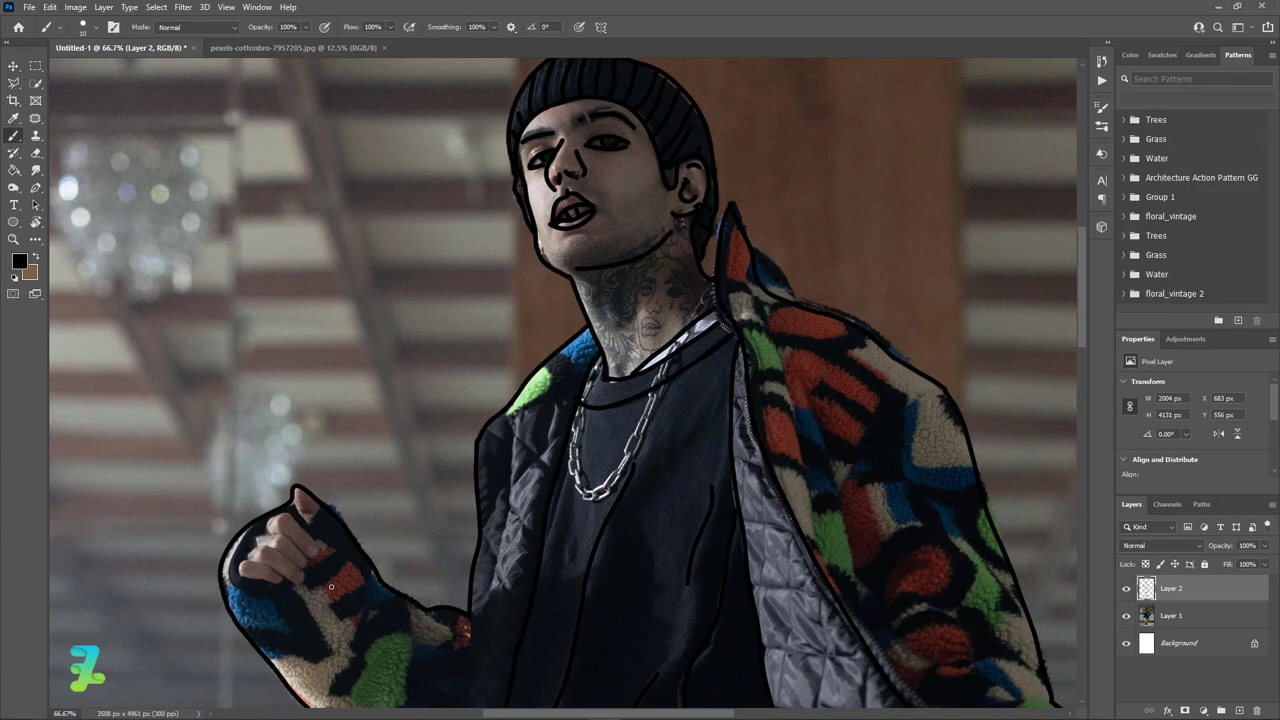 Ps File Edit Image Layer Type Select Filter 3D View Window Help
10 Mode: Normal Opacity: 100% Flow: 100% Smoothing: 100% 0°
Untitled-1 @ 66.7% (Layer 2, RGB/8) * × pexels-cottonbro-7957205.jpg @ 12.5% (RGB/8) ×
Color Swatches Gradients Patterns
Search Patterns
Trees
Grass
Water
Architecture Action Pattern GG
Group 1
floral_vintage
Trees
Grass
Water
floral_vintage 2
Properties Adjustments
Pixel Layer
Transform
W 2004 px X 683 px
H 4131 px Y 556 px
0.00°
Align and Distribute
Align:
Layers Channels Paths
Kind
Normal Opacity: 100%
Lock: Fill: 100%
Layer 2
Layer 1
Background
66.67% 3508 px x 4961 px (300 ppi)